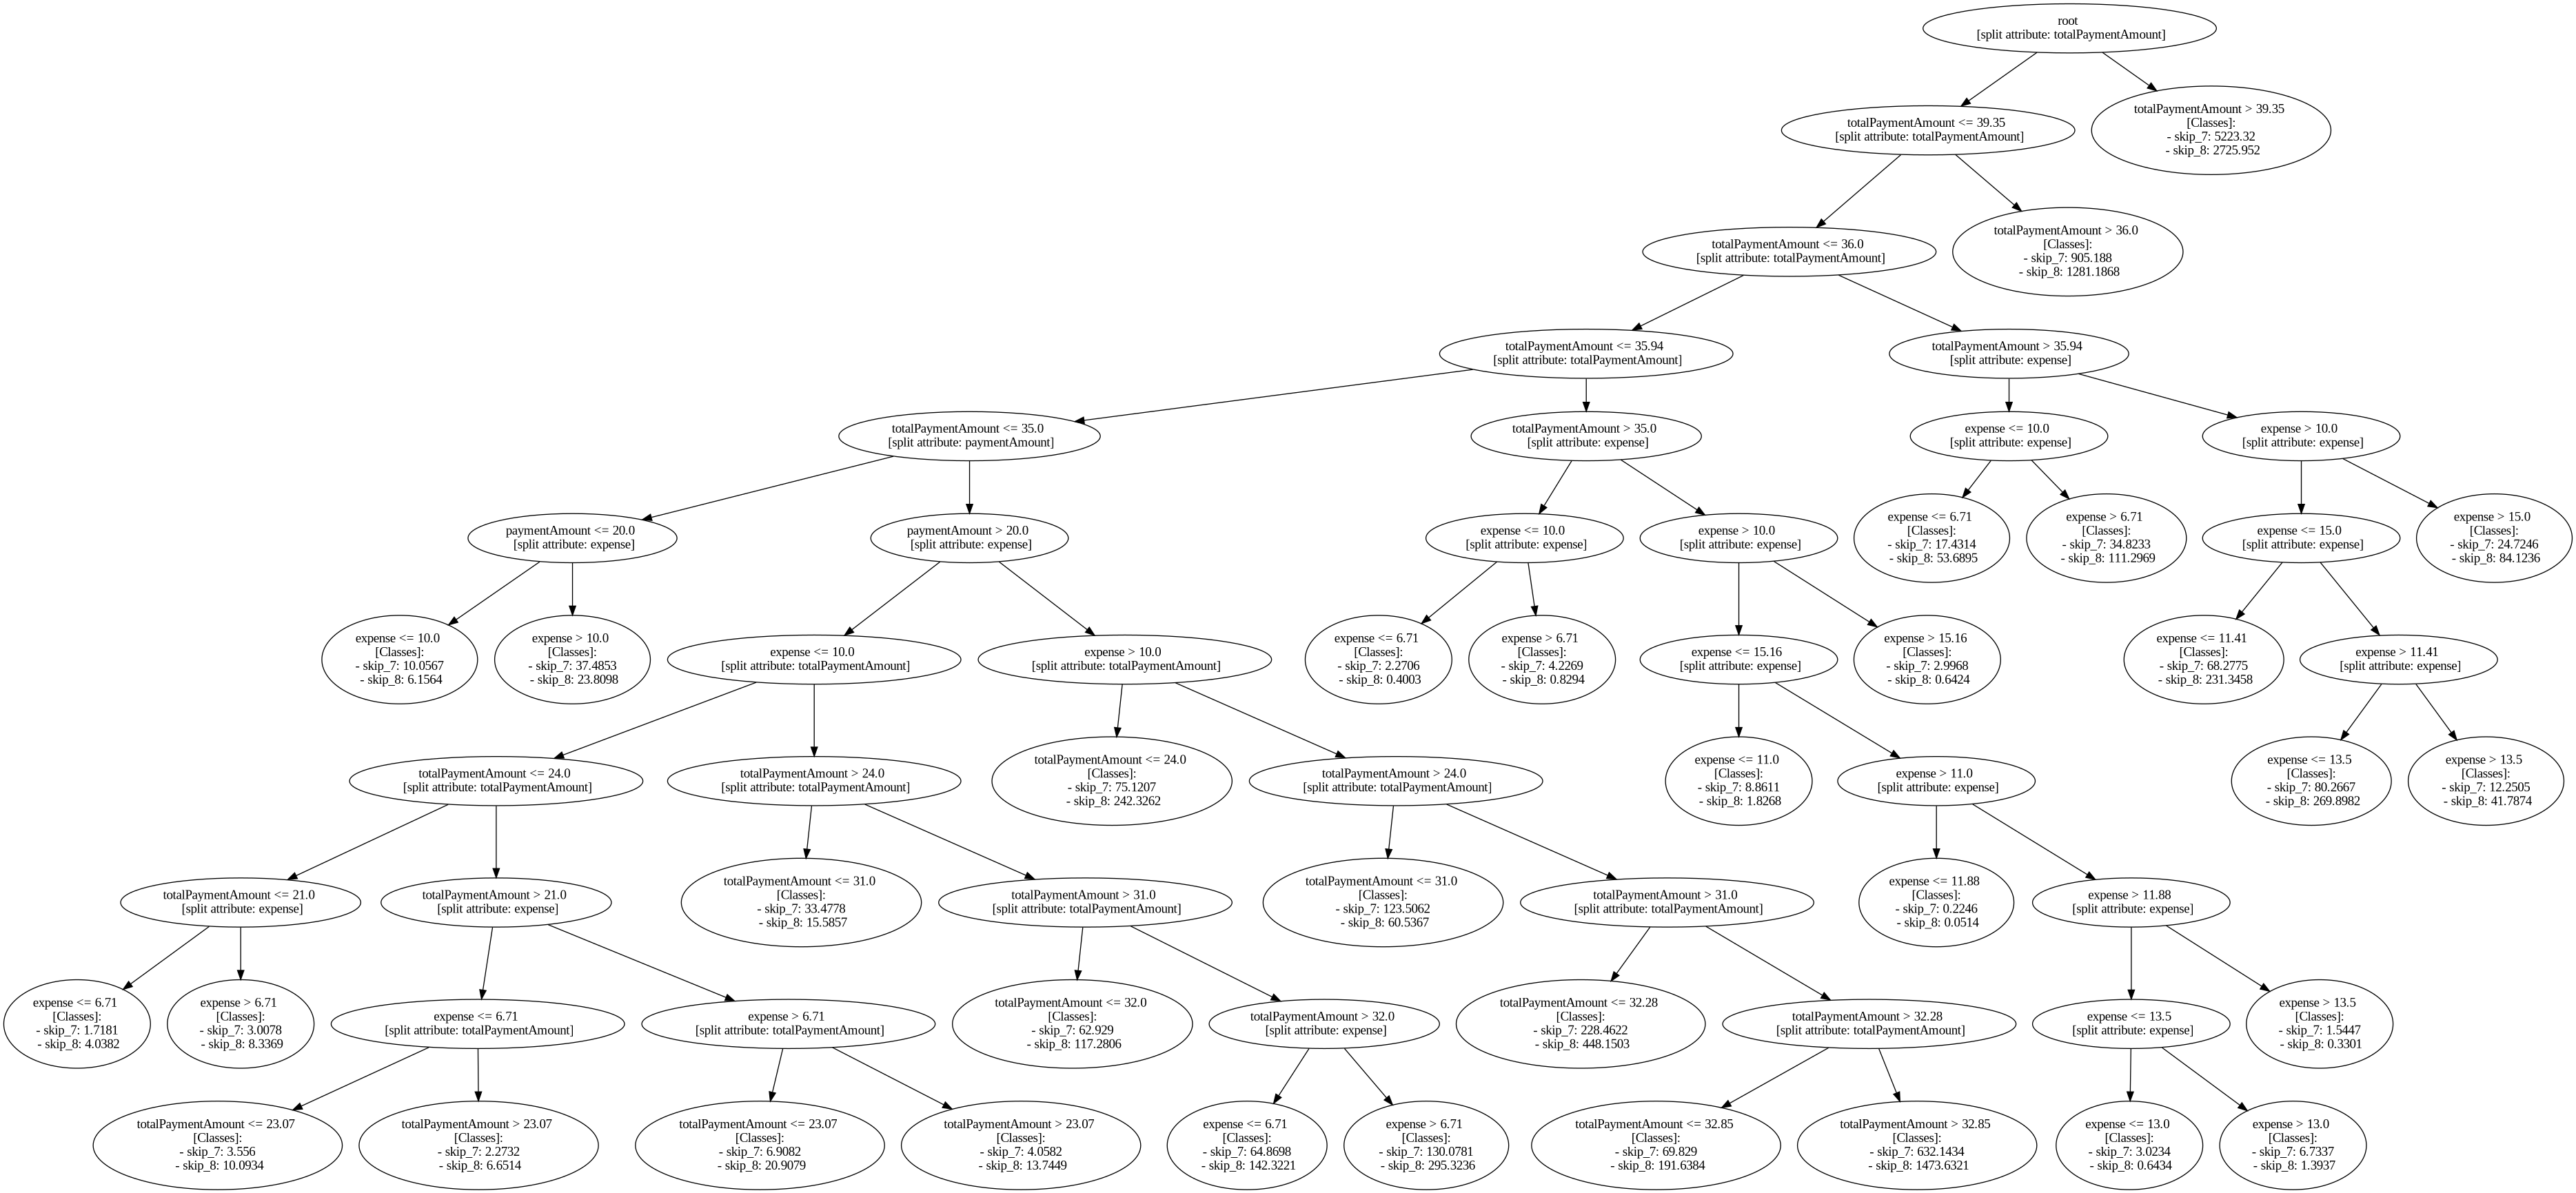 root
[split attribute: totalPaymentAmount]
totalPaymentAmount <= 39.35
[split attribute: totalPaymentAmount]
totalPaymentAmount > 39.35
[Classes]:
- skip_7: 5223.32
- skip_8: 2725.952
totalPaymentAmount <= 36.0
[split attribute: totalPaymentAmount]
totalPaymentAmount > 36.0
[Classes]:
- skip_7: 905.188
- skip_8: 1281.1868
totalPaymentAmount <= 35.94
[split attribute: totalPaymentAmount]
totalPaymentAmount > 35.94
[split attribute: expense]
totalPaymentAmount <= 35.0
[split attribute: paymentAmount]
totalPaymentAmount > 35.0
[split attribute: expense]
expense <= 10.0
[split attribute: expense]
expense > 10.0
[split attribute: expense]
paymentAmount <= 20.0
[split attribute: expense]
paymentAmount > 20.0
[split attribute: expense]
expense <= 10.0
[split attribute: expense]
expense > 10.0
[split attribute: expense]
expense <= 6.71
[Classes]:
- skip_7: 17.4314
- skip_8: 53.6895
expense > 6.71
[Classes]:
- skip_7: 34.8233
- skip_8: 111.2969
expense <= 15.0
[split attribute: expense]
expense > 15.0
[Classes]:
- skip_7: 24.7246
- skip_8: 84.1236
expense <= 10.0
[Classes]:
- skip_7: 10.0567
- skip_8: 6.1564
expense > 10.0
[Classes]:
- skip_7: 37.4853
- skip_8: 23.8098
expense <= 10.0
[split attribute: totalPaymentAmount]
expense > 10.0
[split attribute: totalPaymentAmount]
expense <= 6.71
[Classes]:
- skip_7: 2.2706
- skip_8: 0.4003
expense > 6.71
[Classes]:
- skip_7: 4.2269
- skip_8: 0.8294
expense <= 15.16
[split attribute: expense]
expense > 15.16
[Classes]:
- skip_7: 2.9968
- skip_8: 0.6424
expense <= 11.41
[Classes]:
- skip_7: 68.2775
- skip_8: 231.3458
expense > 11.41
[split attribute: expense]
totalPaymentAmount <= 24.0
[split attribute: totalPaymentAmount]
totalPaymentAmount > 24.0
[split attribute: totalPaymentAmount]
totalPaymentAmount <= 24.0
[Classes]:
- skip_7: 75.1207
- skip_8: 242.3262
totalPaymentAmount > 24.0
[split attribute: totalPaymentAmount]
expense <= 11.0
[Classes]:
- skip_7: 8.8611
- skip_8: 1.8268
expense > 11.0
[split attribute: expense]
expense <= 13.5
[Classes]:
- skip_7: 80.2667
- skip_8: 269.8982
expense > 13.5
[Classes]:
- skip_7: 12.2505
- skip_8: 41.7874
totalPaymentAmount <= 21.0
[split attribute: expense]
totalPaymentAmount > 21.0
[split attribute: expense]
totalPaymentAmount <= 31.0
[Classes]:
- skip_7: 33.4778
- skip_8: 15.5857
totalPaymentAmount > 31.0
[split attribute: totalPaymentAmount]
totalPaymentAmount <= 31.0
[Classes]:
- skip_7: 123.5062
- skip_8: 60.5367
totalPaymentAmount > 31.0
[split attribute: totalPaymentAmount]
expense <= 11.88
[Classes]:
- skip_7: 0.2246
- skip_8: 0.0514
expense > 11.88
[split attribute: expense]
expense <= 6.71
[Classes]:
- skip_7: 1.7181
- skip_8: 4.0382
expense > 6.71
[Classes]:
- skip_7: 3.0078
- skip_8: 8.3369
expense <= 6.71
[split attribute: totalPaymentAmount]
expense > 6.71
[split attribute: totalPaymentAmount]
totalPaymentAmount <= 32.0
[Classes]:
- skip_7: 62.929
- skip_8: 117.2806
totalPaymentAmount > 32.0
[split attribute: expense]
totalPaymentAmount <= 32.28
[Classes]:
- skip_7: 228.4622
- skip_8: 448.1503
totalPaymentAmount > 32.28
[split attribute: totalPaymentAmount]
expense <= 13.5
[split attribute: expense]
expense > 13.5
[Classes]:
- skip_7: 1.5447
- skip_8: 0.3301
totalPaymentAmount <= 23.07
[Classes]:
- skip_7: 3.556
- skip_8: 10.0934
totalPaymentAmount > 23.07
[Classes]:
- skip_7: 2.2732
- skip_8: 6.6514
totalPaymentAmount <= 23.07
[Classes]:
- skip_7: 6.9082
- skip_8: 20.9079
totalPaymentAmount > 23.07
[Classes]:
- skip_7: 4.0582
- skip_8: 13.7449
expense <= 6.71
[Classes]:
- skip_7: 64.8698
- skip_8: 142.3221
expense > 6.71
[Classes]:
- skip_7: 130.0781
- skip_8: 295.3236
totalPaymentAmount <= 32.85
[Classes]:
- skip_7: 69.829
- skip_8: 191.6384
totalPaymentAmount > 32.85
[Classes]:
- skip_7: 632.1434
- skip_8: 1473.6321
expense <= 13.0
[Classes]:
- skip_7: 3.0234
- skip_8: 0.6434
expense > 13.0
[Classes]:
- skip_7: 6.7337
- skip_8: 1.3937